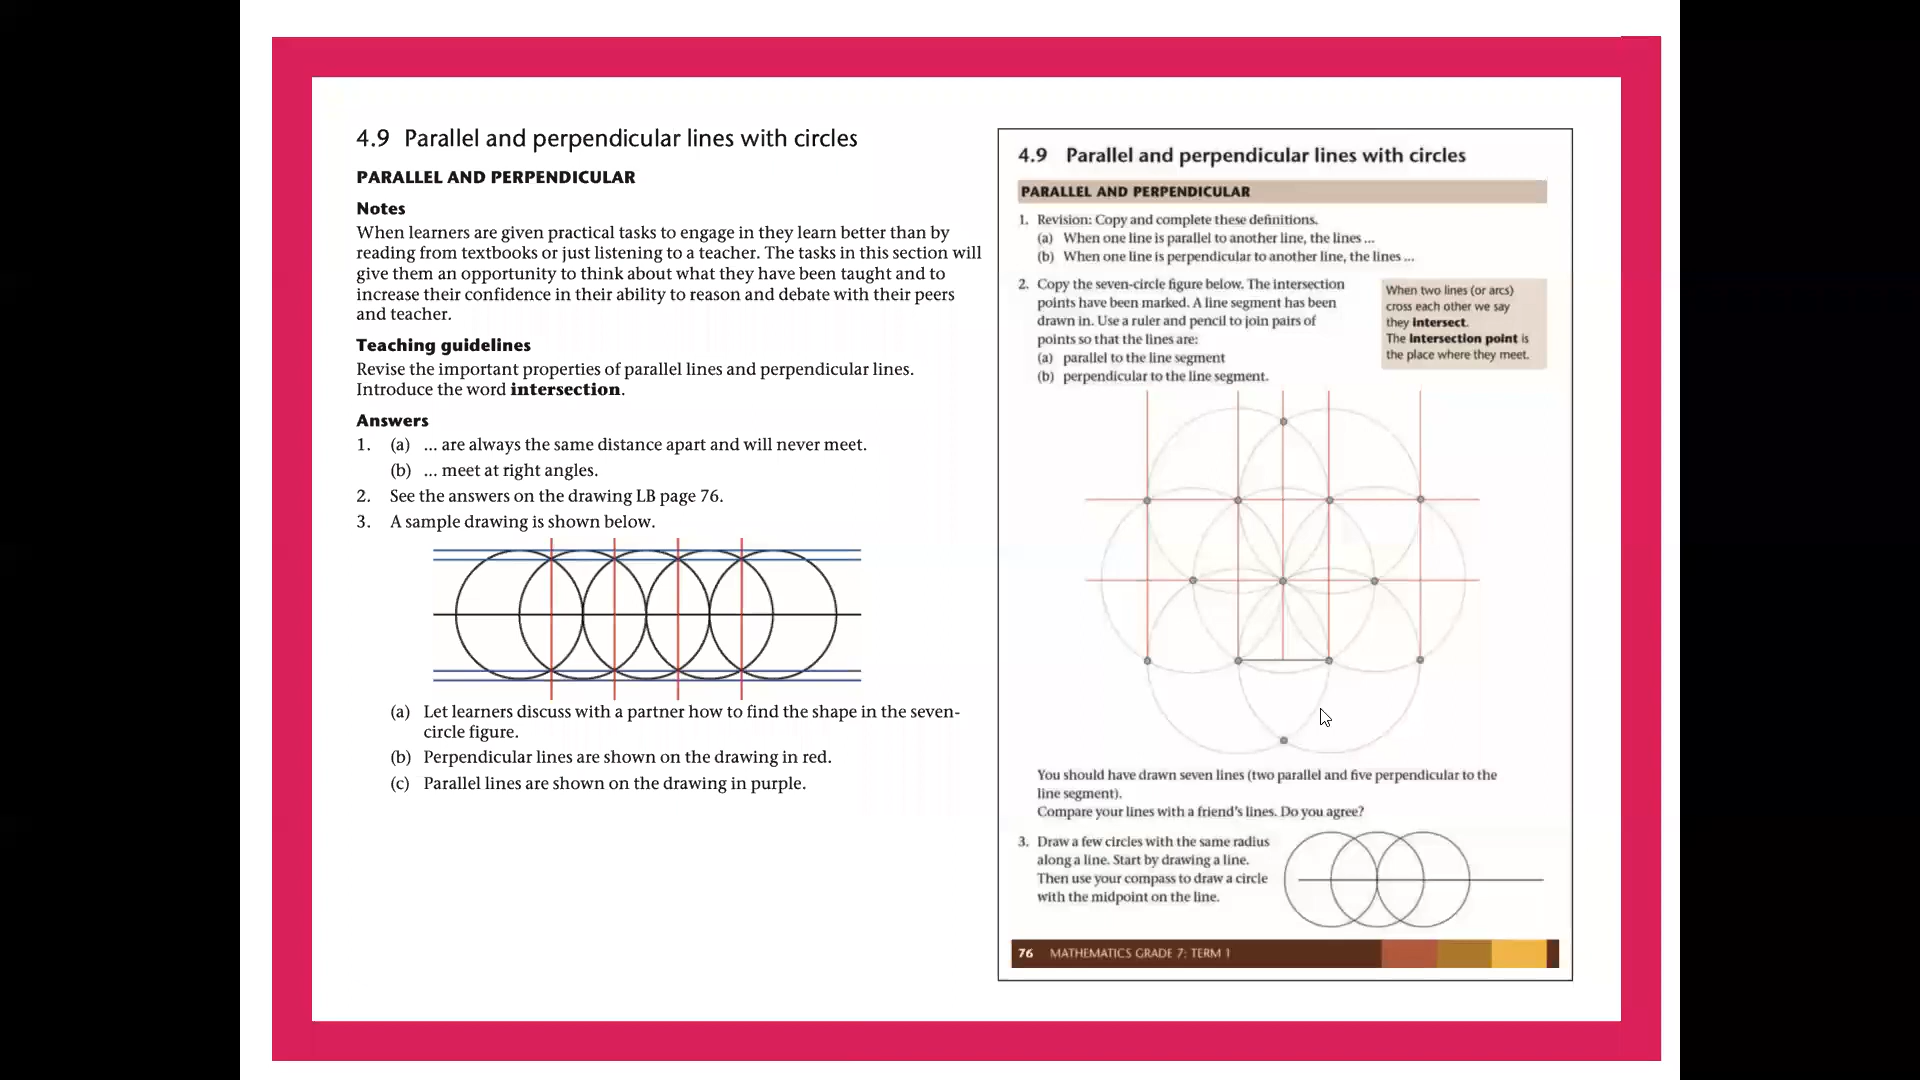 4.9 Parallel and perpendicular lines with circles
PARALLEL AND PERPENDICULAR
Notes
When learners are given practical tasks to engage in they learn better than by
reading from textbooks or just listening to a teacher. The tasks in this section will
give them an opportunity to think about what they have been taught and to
increase their confidence in their ability to reason and debate with their peers
and teacher.
Teaching guidelines
Revise the important properties of parallel lines and perpendicular lines.
Introduce the word intersection.
Answers
1. (a) ... are always the same distance apart and will never meet.
(b) ... meet at right angles.
2. See the answers on the drawing LB page 76.
3. A sample drawing is shown below.
(a) Let learners discuss with a partner how to find the shape in the seven-
circle figure.
(b) Perpendicular lines are shown on the drawing in red.
(c) Parallel lines are shown on the drawing in purple.
4.9 Parallel and perpendicular lines with circles
PARALLEL AND PERPENDICULAR
1. Revision: Copy and complete these definitions.
(a) When one line is parallel to another line, the lines ...
(b) When one line is perpendicular to another line, the lines ...
2. Copy the seven-circle figure below. The intersection
points have been marked. A line segment has been
drawn in. Use a ruler and pencil to join pairs of
points so that the lines are:
(a) parallel to the line segment
(b) perpendicular to the line segment.
When two lines (or arcs)
cross each other we say
they intersect.
The intersection point is
the place where they meet.
You should have drawn seven lines (two parallel and five perpendicular to the
line segment).
Compare your lines with a friend's lines. Do you agree?
3. Draw a few circles with the same radius
along a line. Start by drawing a line.
Then use your compass to draw a circle
with the midpoint on the line.
76 MATHEMATICS GRADE 7: TERM 1